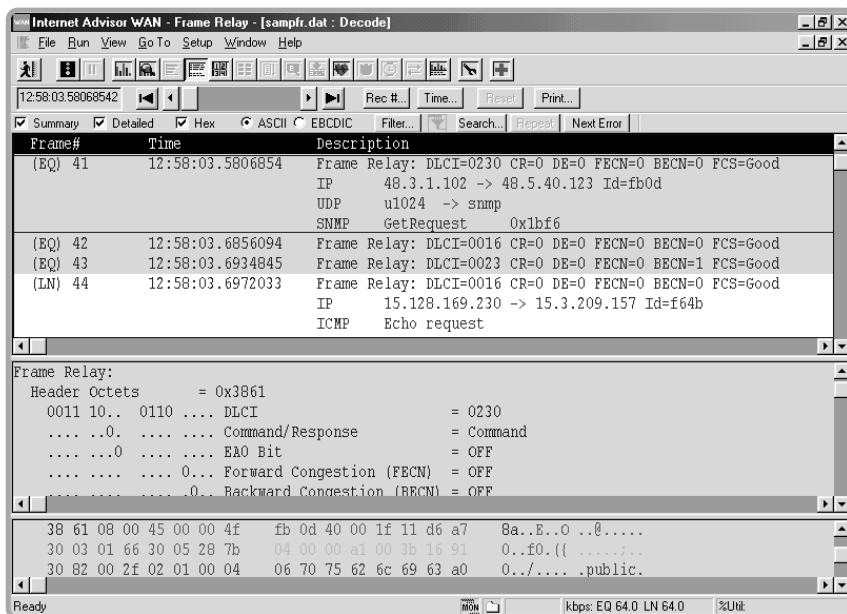 Internet Advisor WAN - Frame Relay - [sampfr.dat : Decode]
File Run View Go To Setup Window Help
12:58:03.58068542 Rec #... Time... Reset Print...
Summary Detailed Hex ASCII EBCDIC Filter... Search... Repeat Next Error
Frame# Time Description
(EQ) 41 12:58:03.5806854 Frame Relay: DLCI=0230 CR=0 DE=0 FECN=0 BECN=0 FCS=Good
IP 48.3.1.102 -> 48.5.40.123 Id=fb0d
UDP u1024 -> snmp
SNMP GetRequest 0x1bf6
(EQ) 42 12:58:03.6856094 Frame Relay: DLCI=0016 CR=0 DE=0 FECN=0 BECN=0 FCS=Good
(EQ) 43 12:58:03.6934845 Frame Relay: DLCI=0023 CR=0 DE=0 FECN=0 BECN=1 FCS=Good
(LN) 44 12:58:03.6972033 Frame Relay: DLCI=0016 CR=0 DE=0 FECN=0 BECN=0 FCS=Good
IP 15.128.169.230 -> 15.3.209.157 Id=f64b
ICMP Echo request
Frame Relay:
Header Octets = 0x3861
0011 10.. 0110 .... DLCI = 0230
.... ..0. .... .... Command/Response = Command
.... ...0 .... .... EA0 Bit = OFF
.... .... .... 0... Forward Congestion (FECN) = OFF
.... .... .... .0.. Backward Congestion (BECN) = OFF
38 61 08 00 45 00 00 4f fb 0d 40 00 1f 11 d6 a7 8a..E..O ..@.....
30 03 01 66 30 05 28 7b 04 00 00 a1 00 3b 16 91 0..f0.({ .....;..
30 82 00 2f 02 01 00 04 06 70 75 62 6c 69 63 a0 0../.... .public.
Ready MON kbps: EQ 64.0 LN 64.0 %Util: